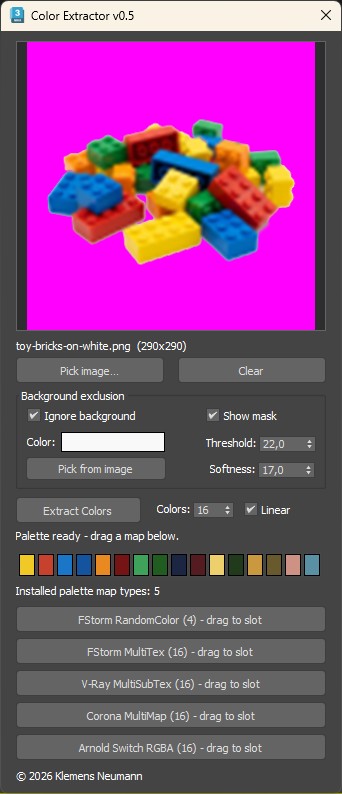 3 Color Extractor v0.5
toy-bricks-on-white.png (290x290)
Pick image... Clear
Background exclusion
Ignore background Show mask
Color: Threshold: 22,0
Pick from image Softness: 17,0
Extract Colors Colors: 16 Linear
Palette ready - drag a map below.
Installed palette map types: 5
FStorm RandomColor (4) - drag to slot
FStorm MultiTex (16) - drag to slot
V-Ray MultiSubTex (16) - drag to slot
Corona MultiMap (16) - drag to slot
Arnold Switch RGBA (16) - drag to slot
© 2026 Klemens Neumann